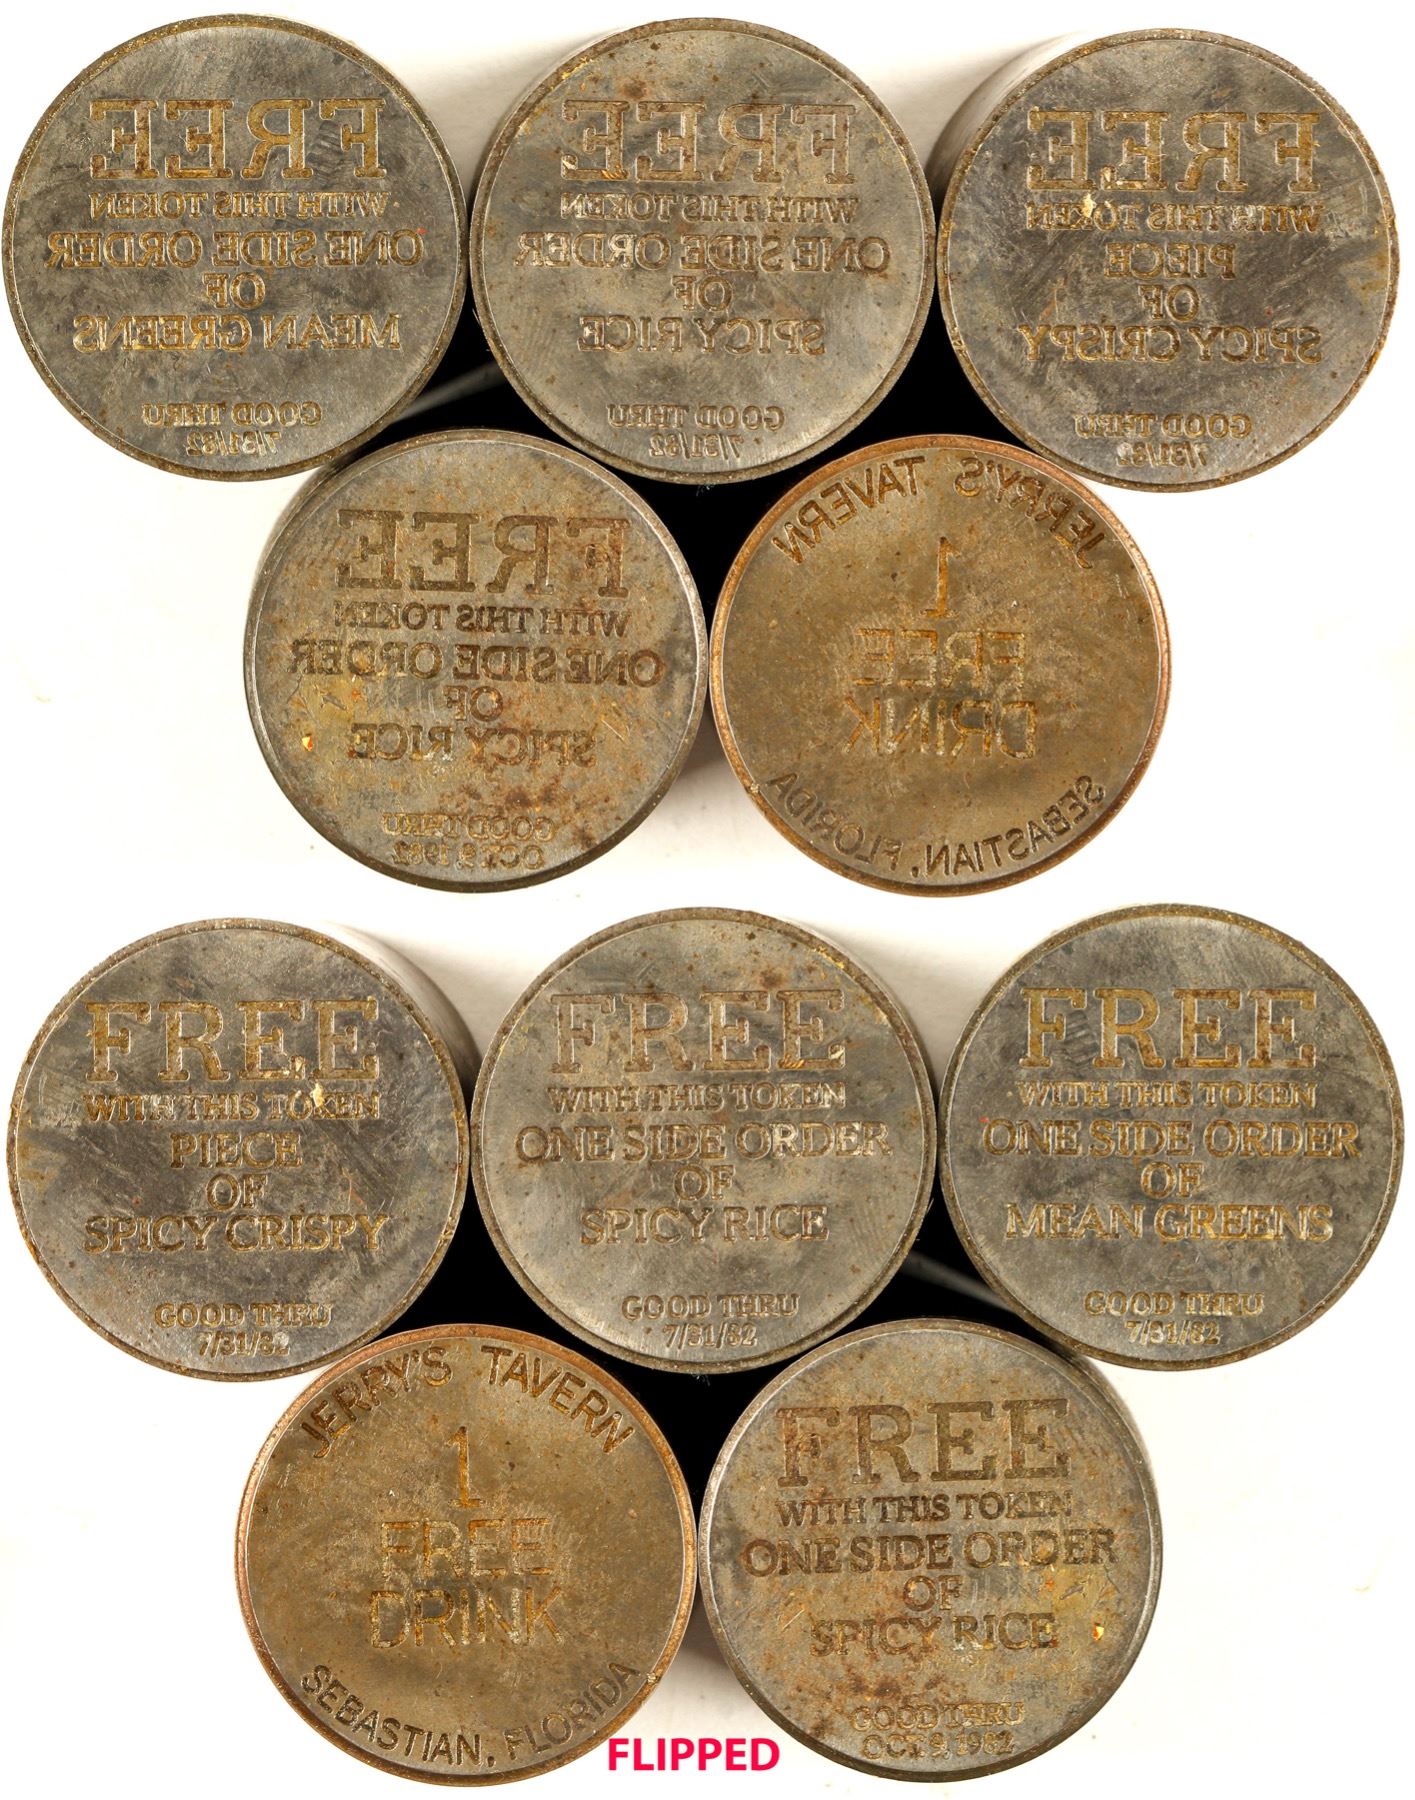 FREE
WITH THIS TOKEN
ONE SIDE ORDER
OF
MEAN GREENS
GOOD THRU
7/31/82
FREE
WITH THIS TOKEN
ONE SIDE ORDER
OF
SPICY RICE
GOOD THRU
7/31/82
FREE
WITH THIS TOKEN
PIECE
OF
SPICY CRISPY
GOOD THRU
7/31/82
FREE
WITH THIS TOKEN
ONE SIDE ORDER
OF
SPICY RICE
GOOD THRU
OCT 9, 1982
JERRY'S TAVERN
1
FREE
DRINK
SEBASTIAN, FLORIDA
FREE
WITH THIS TOKEN
PIECE
OF
SPICY CRISPY
GOOD THRU
7/31/82
FREE
WITH THIS TOKEN
ONE SIDE ORDER
OF
SPICY RICE
GOOD THRU
7/31/82
FREE
WITH THIS TOKEN
ONE SIDE ORDER
OF
MEAN GREENS
GOOD THRU
7/31/82
JERRY'S TAVERN
1
FREE
DRINK
SEBASTIAN, FLORIDA
FREE
WITH THIS TOKEN
ONE SIDE ORDER
OF
SPICY RICE
GOOD THRU
OCT 9, 1982
FLIPPED